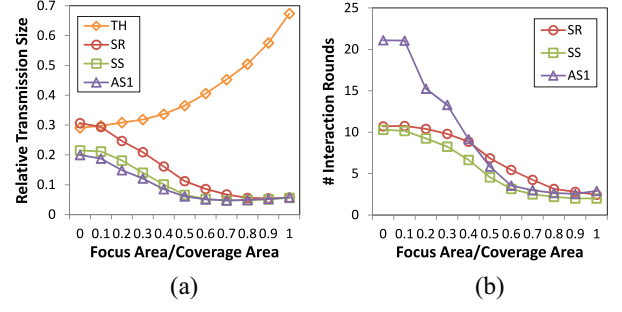 Relative Transmission Size
0.7
0.6
0.5
0.4
0.3
0.2
0.1
0
TH
SR
SS
AS1
0 0.1 0.2 0.3 0.4 0.5 0.6 0.7 0.8 0.9 1
Focus Area/Coverage Area
(a)
# Interaction Rounds
25
20
15
10
5
0
SR
SS
AS1
0 0.1 0.2 0.3 0.4 0.5 0.6 0.7 0.8 0.9 1
Focus Area/Coverage Area
(b)